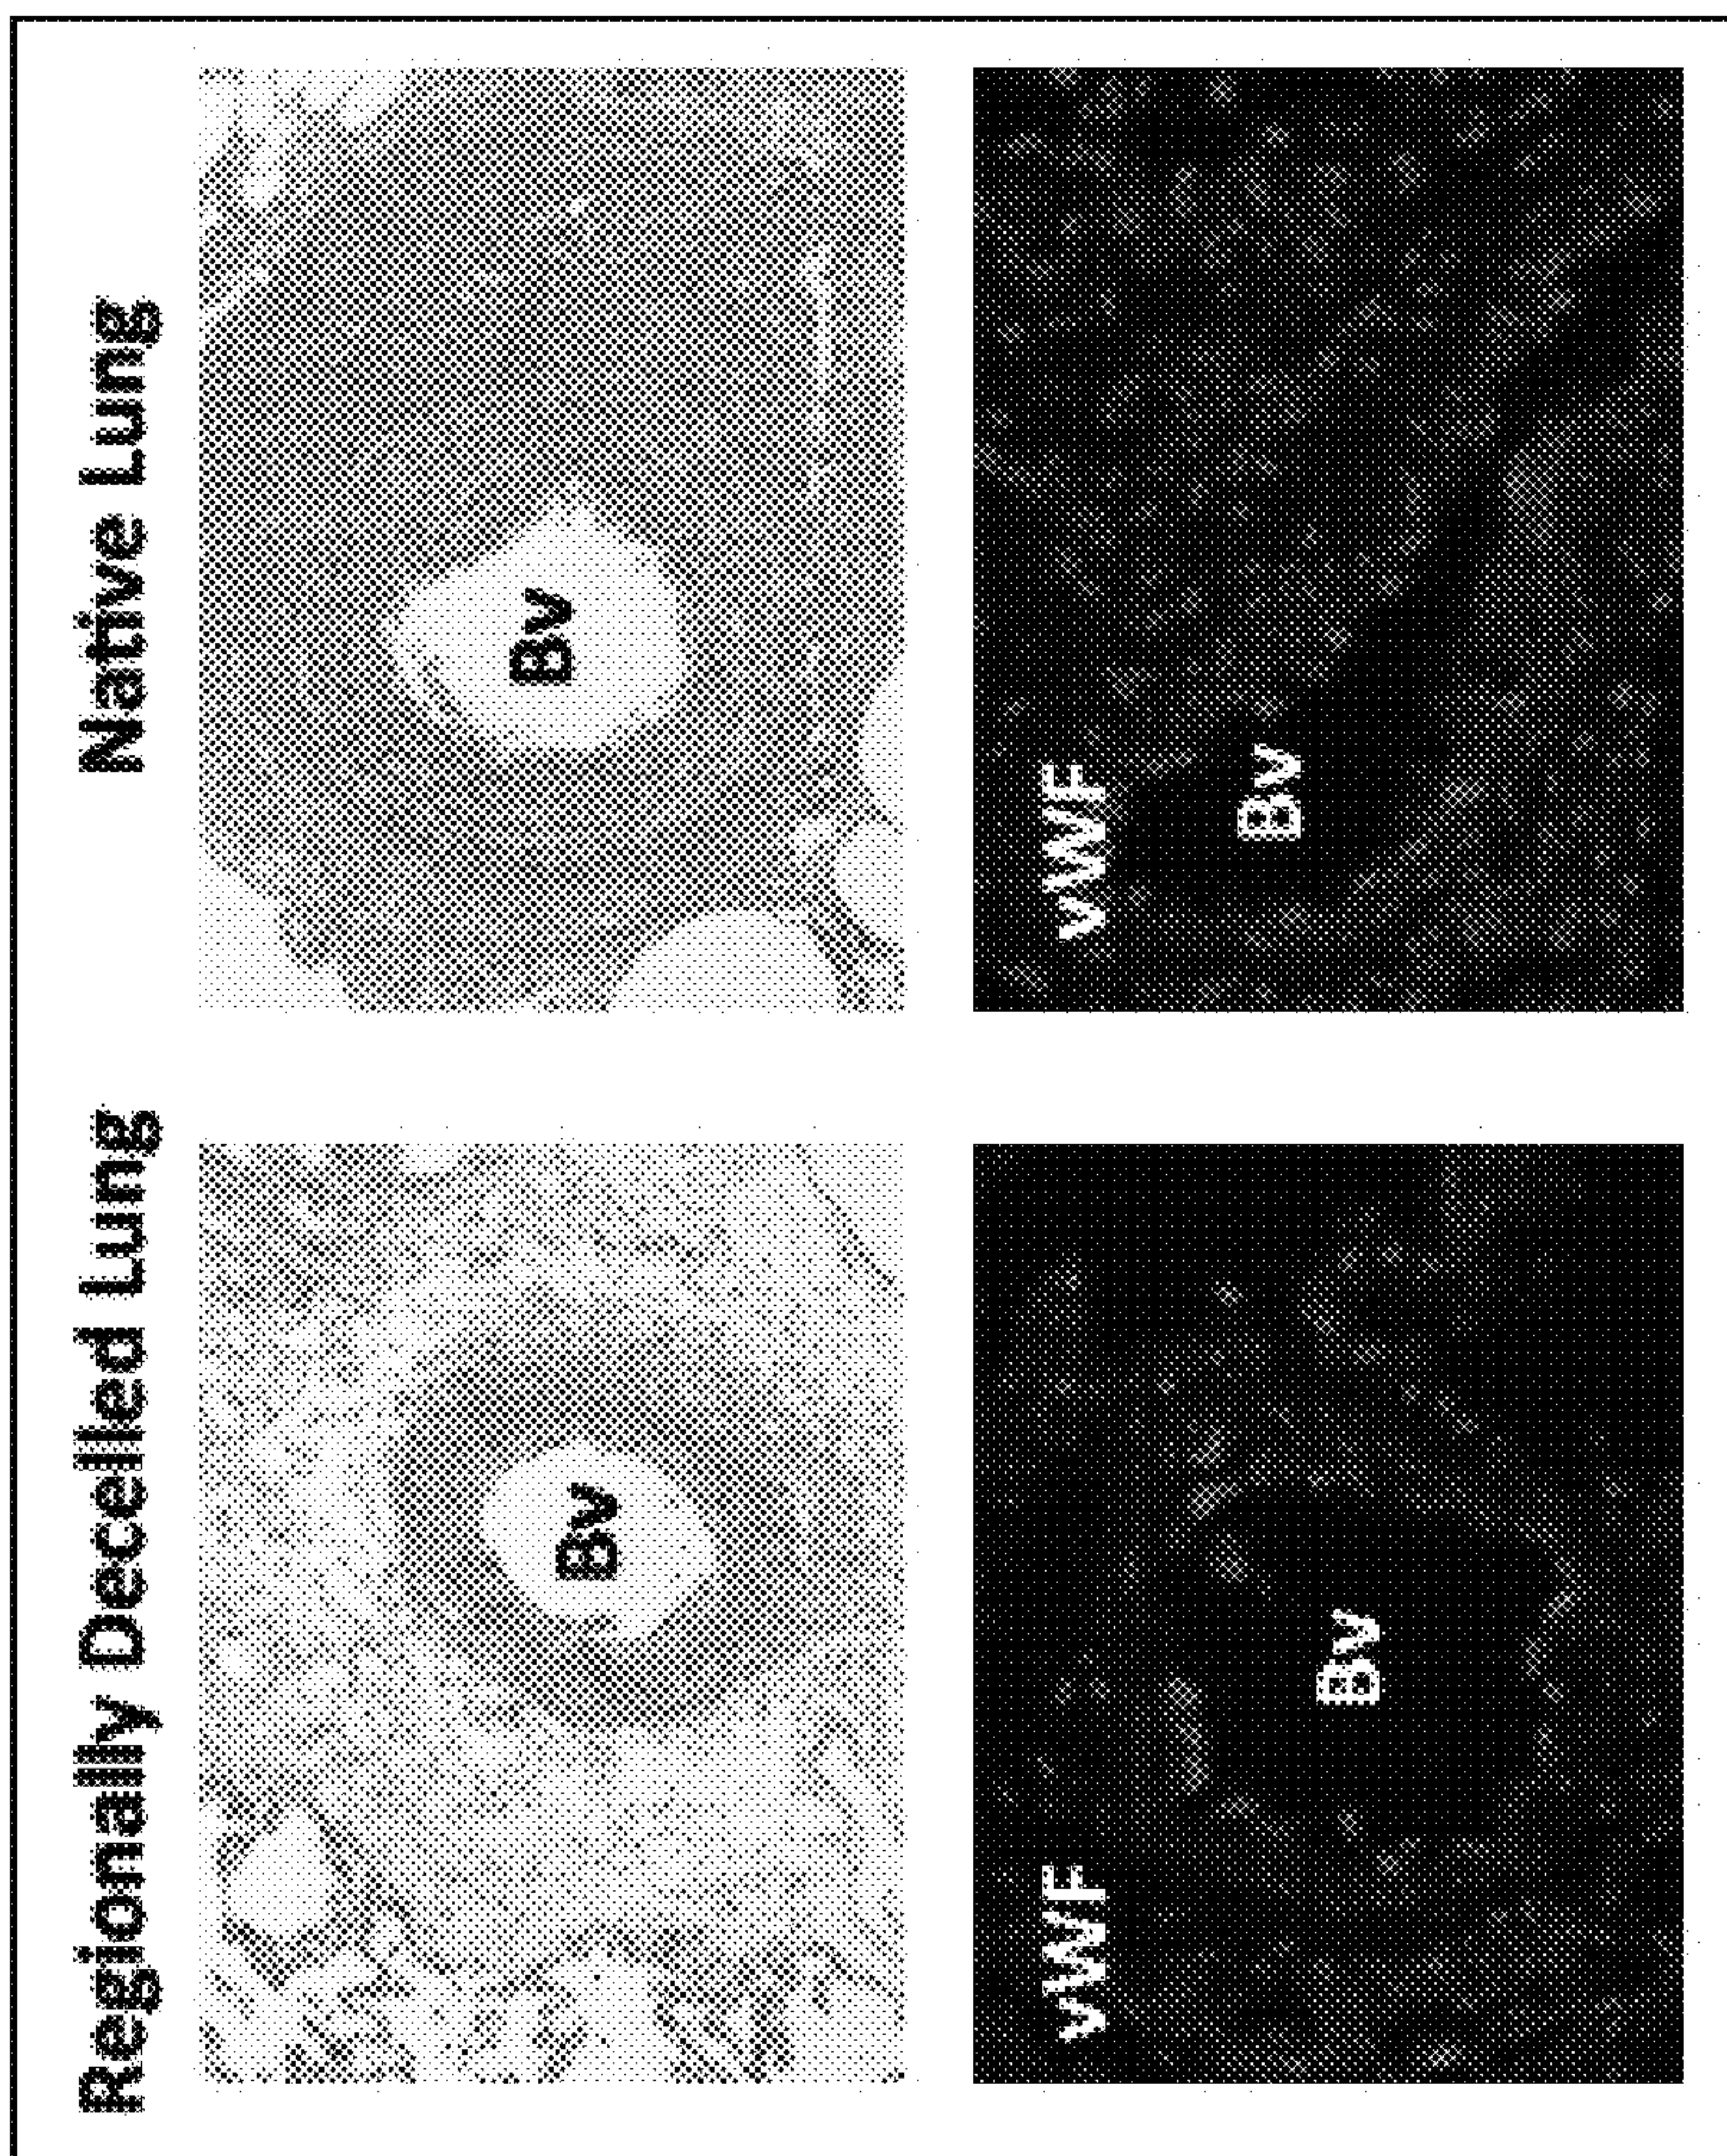 Regionally Decelled Lung
Native Lung
Bv
Bv
vWF
Bv
vWF
Bv